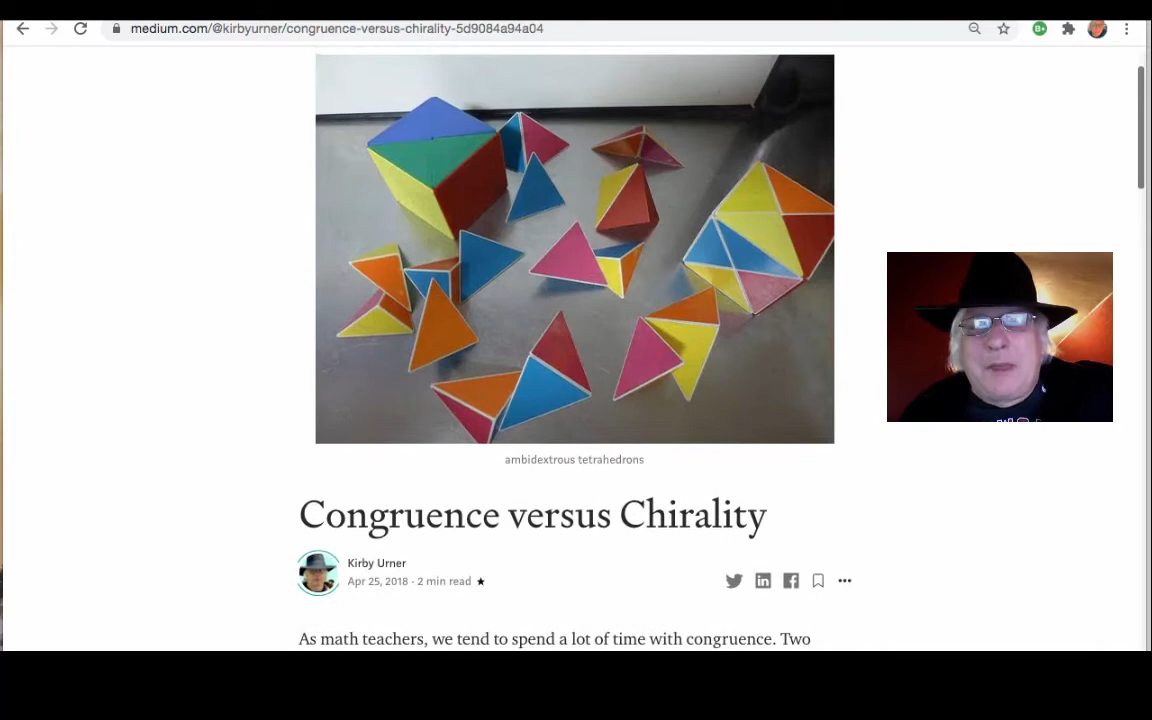 medium.com/@kirbyurner/congruence-versus-chirality-5d9084a94a04
ambidextrous tetrahedrons
Congruence versus Chirality
Kirby Urner
Apr 25, 2018 · 2 min read ★
As math teachers, we tend to spend a lot of time with congruence. Two